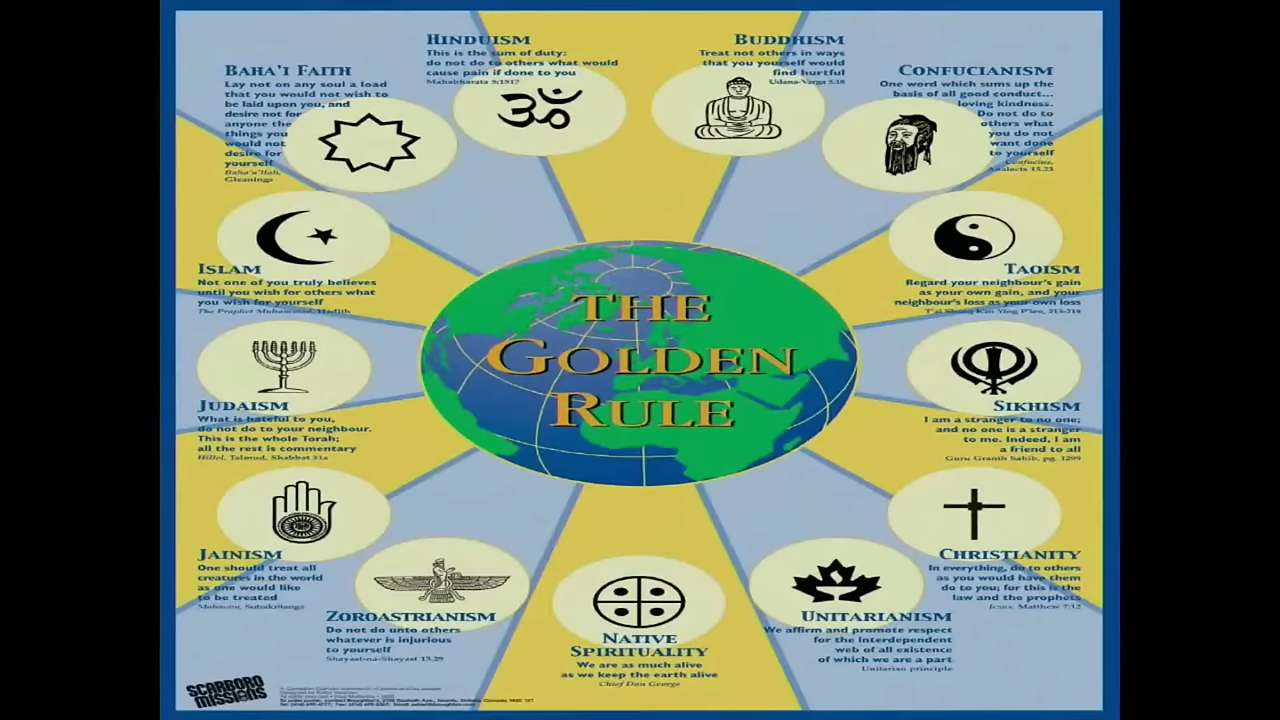 HINDUISM
This is the sum of duty:
do not do to others what would
cause pain if done to you
Mahabharata 5:1517
BUDDHISM
Treat not others in ways
that you yourself would
find hurtful
Udana-Varga 5.18
CONFUCIANISM
One word which sums up the
basis of all good conduct...
loving kindness.
Do not do to
others what
you do not
want done
to yourself
Confucius,
Analects 15.23
TAOISM
Regard your neighbour's gain
as your own gain, and your
neighbour's loss as your own loss
T'ai Shang Kan Ying P'ien, 213-218
SIKHISM
I am a stranger to no one;
and no one is a stranger
to me. Indeed, I am
a friend to all
Guru Granth Sahib, pg. 1299
CHRISTIANITY
In everything, do to others
as you would have them
do to you; for this is the
law and the prophets
Jesus, Matthew 7:12
UNITARIANISM
We affirm and promote respect
for the interdependent
web of all existence
of which we are a part
Unitarian principle
NATIVE
SPIRITUALITY
We are as much alive
as we keep the earth alive
Chief Dan George
ZOROASTRIANISM
Do not do unto others
whatever is injurious
to yourself
Shayast-na-Shayast 13.29
JAINISM
One should treat all
creatures in the world
as one would like
to be treated
Mahavira, Sutrakritanga
JUDAISM
What is hateful to you,
do not do to your neighbour.
This is the whole Torah;
all the rest is commentary
Hillel, Talmud, Shabbat 31a
ISLAM
Not one of you truly believes
until you wish for others what
you wish for yourself
The Prophet Muhammad, Hadith
BAHA'I FAITH
Lay not on any soul a load
that you would not wish to
be laid upon you, and
desire not for
anyone the
things you
would not
desire for
yourself
Baha'u'llah,
Gleanings
THE
GOLDEN
RULE
SCARBORO
MISSIONS